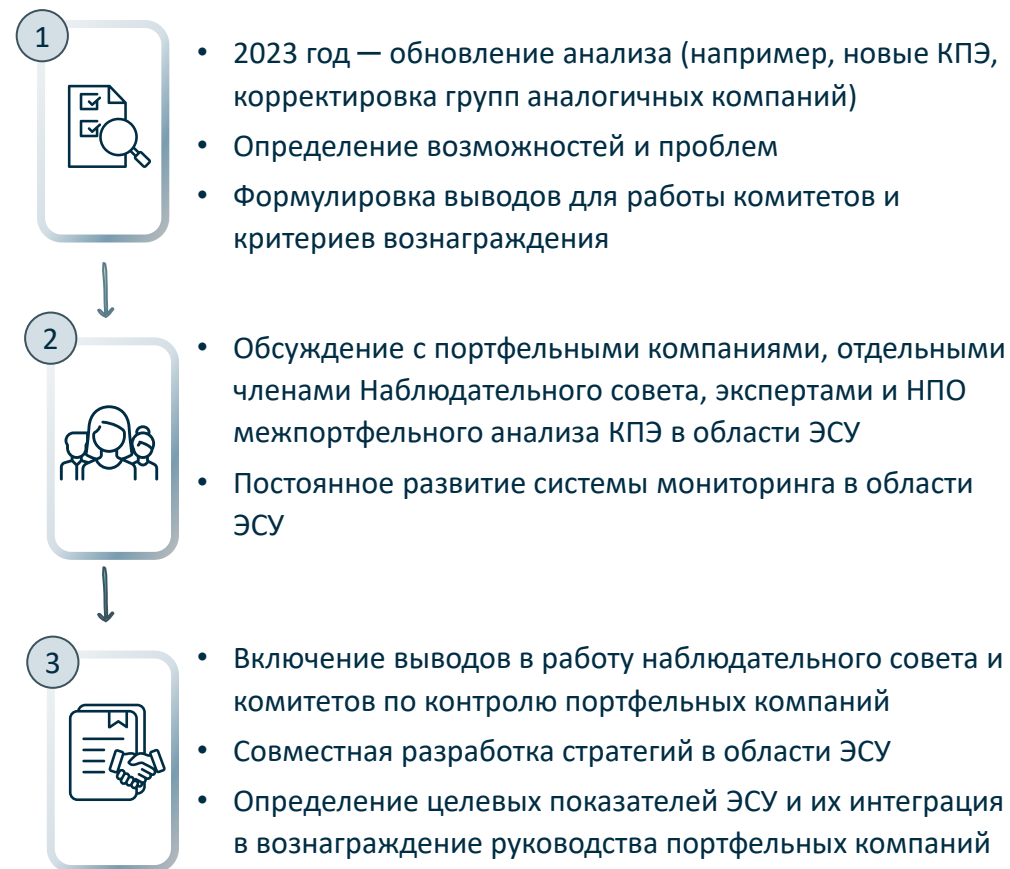 1
• 2023 год — обновление анализа (например, новые КПЭ,
корректировка групп аналогичных компаний)
• Определение возможностей и проблем
• Формулировка выводов для работы комитетов и
критериев вознаграждения
2
• Обсуждение с портфельными компаниями, отдельными
членами Наблюдательного совета, экспертами и НПО
межпортфельного анализа КПЭ в области ЭСУ
• Постоянное развитие системы мониторинга в области
ЭСУ
3
• Включение выводов в работу наблюдательного совета и
комитетов по контролю портфельных компаний
• Совместная разработка стратегий в области ЭСУ
• Определение целевых показателей ЭСУ и их интеграция
в вознаграждение руководства портфельных компаний